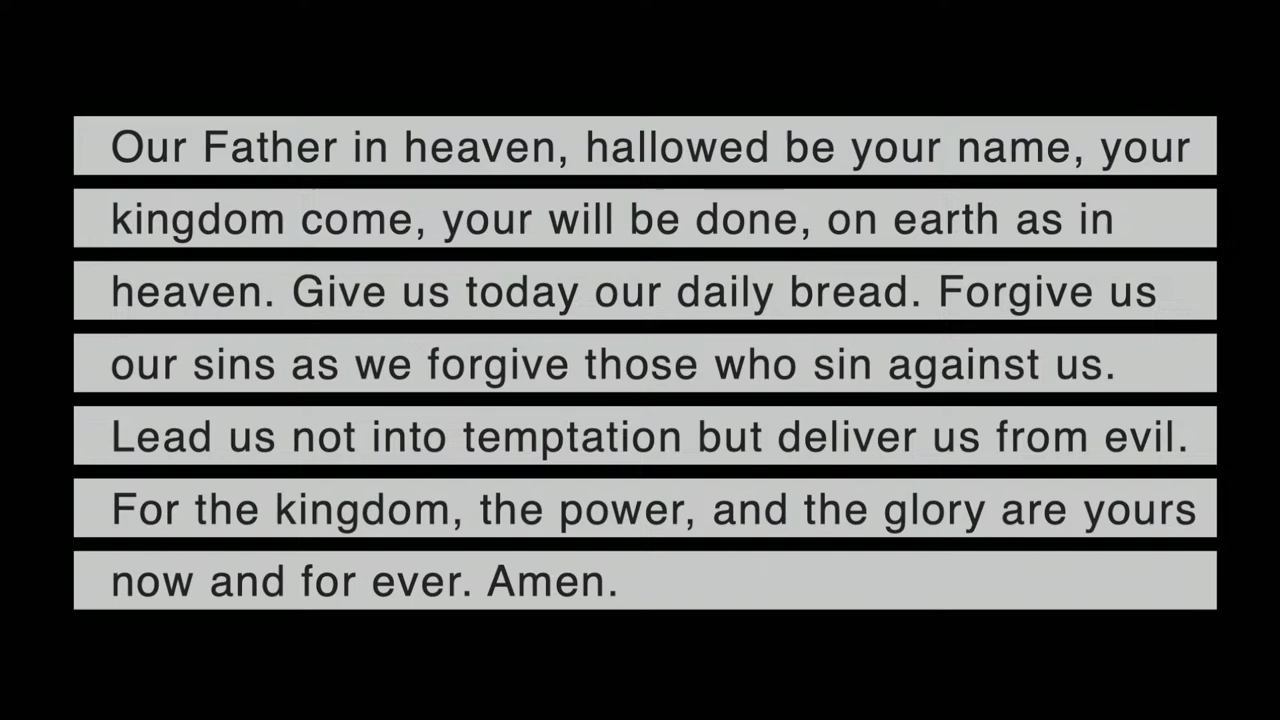 Our Father in heaven, hallowed be your name, your
kingdom come, your will be done, on earth as in
heaven. Give us today our daily bread. Forgive us
our sins as we forgive those who sin against us.
Lead us not into temptation but deliver us from evil.
For the kingdom, the power, and the glory are yours
now and for ever. Amen.